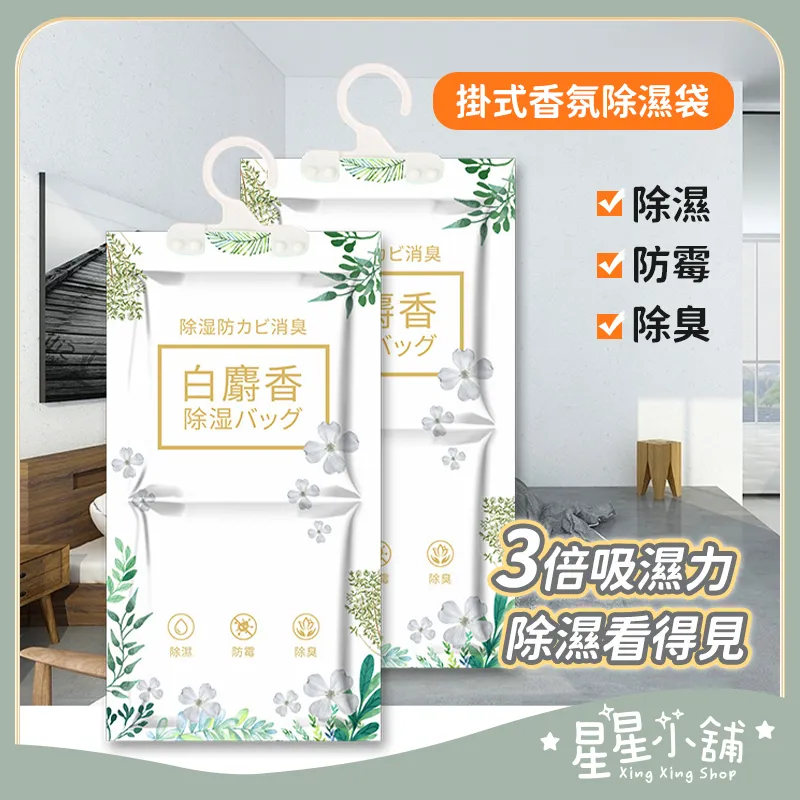 掛式香氛除濕袋
除濕
防霉
除臭
カビ消臭
麝香
バッグ
除臭
除湿防カビ消臭
白麝香
除湿バッグ
除濕
防霉
除臭
3倍吸濕力
除濕看得見
星星小舖
Xing Xing Shop